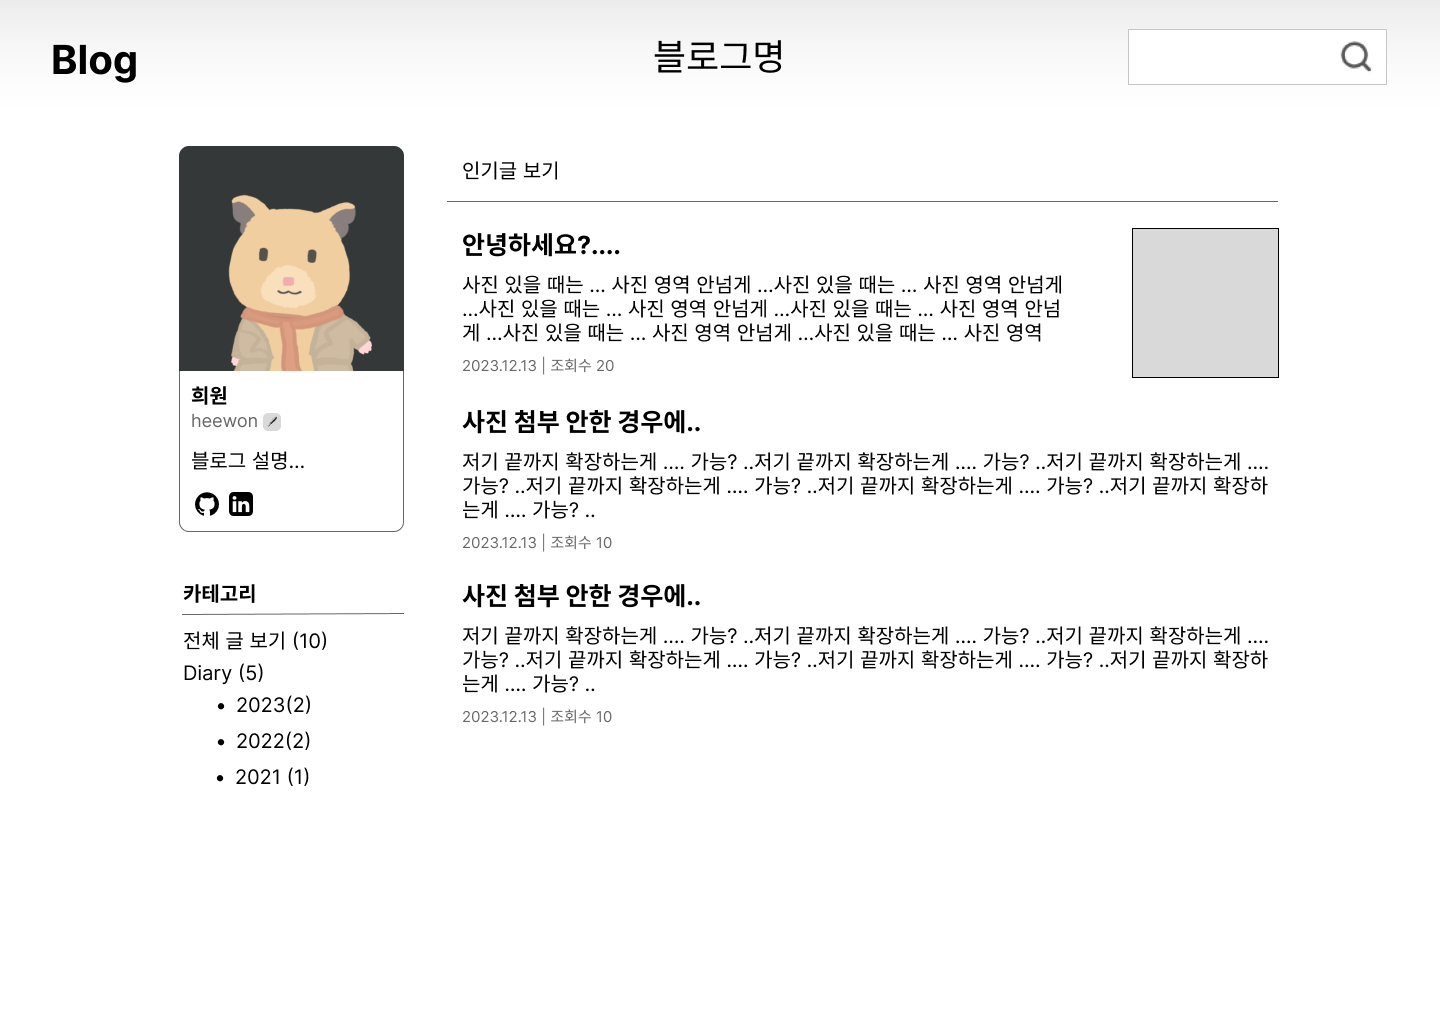 Blog
블로그명
희원
heewon
블로그 설명...
in
카테고리
전체 글 보기 (10)
Diary (5)
• 2023(2)
• 2022(2)
• 2021 (1)
인기글 보기
안녕하세요?....
사진 있을 때는 ... 사진 영역 안넘게 ...사진 있을 때는 ... 사진 영역 안넘게
...사진 있을 때는 ... 사진 영역 안넘게 ...사진 있을 때는 ... 사진 영역 안넘
게 ...사진 있을 때는 ... 사진 영역 안넘게 ...사진 있을 때는 ... 사진 영역
2023.12.13 | 조회수 20
사진 첨부 안한 경우에..
저기 끝까지 확장하는게 .... 가능? ..저기 끝까지 확장하는게 .... 가능? ..저기 끝까지 확장하는게 ....
가능? ..저기 끝까지 확장하는게 .... 가능? ..저기 끝까지 확장하는게 .... 가능? ..저기 끝까지 확장하
는게 .... 가능? ..
2023.12.13 | 조회수 10
사진 첨부 안한 경우에..
저기 끝까지 확장하는게 .... 가능? ..저기 끝까지 확장하는게 .... 가능? ..저기 끝까지 확장하는게 ....
가능? ..저기 끝까지 확장하는게 .... 가능? ..저기 끝까지 확장하는게 .... 가능? ..저기 끝까지 확장하
는게 .... 가능? ..
2023.12.13 | 조회수 10